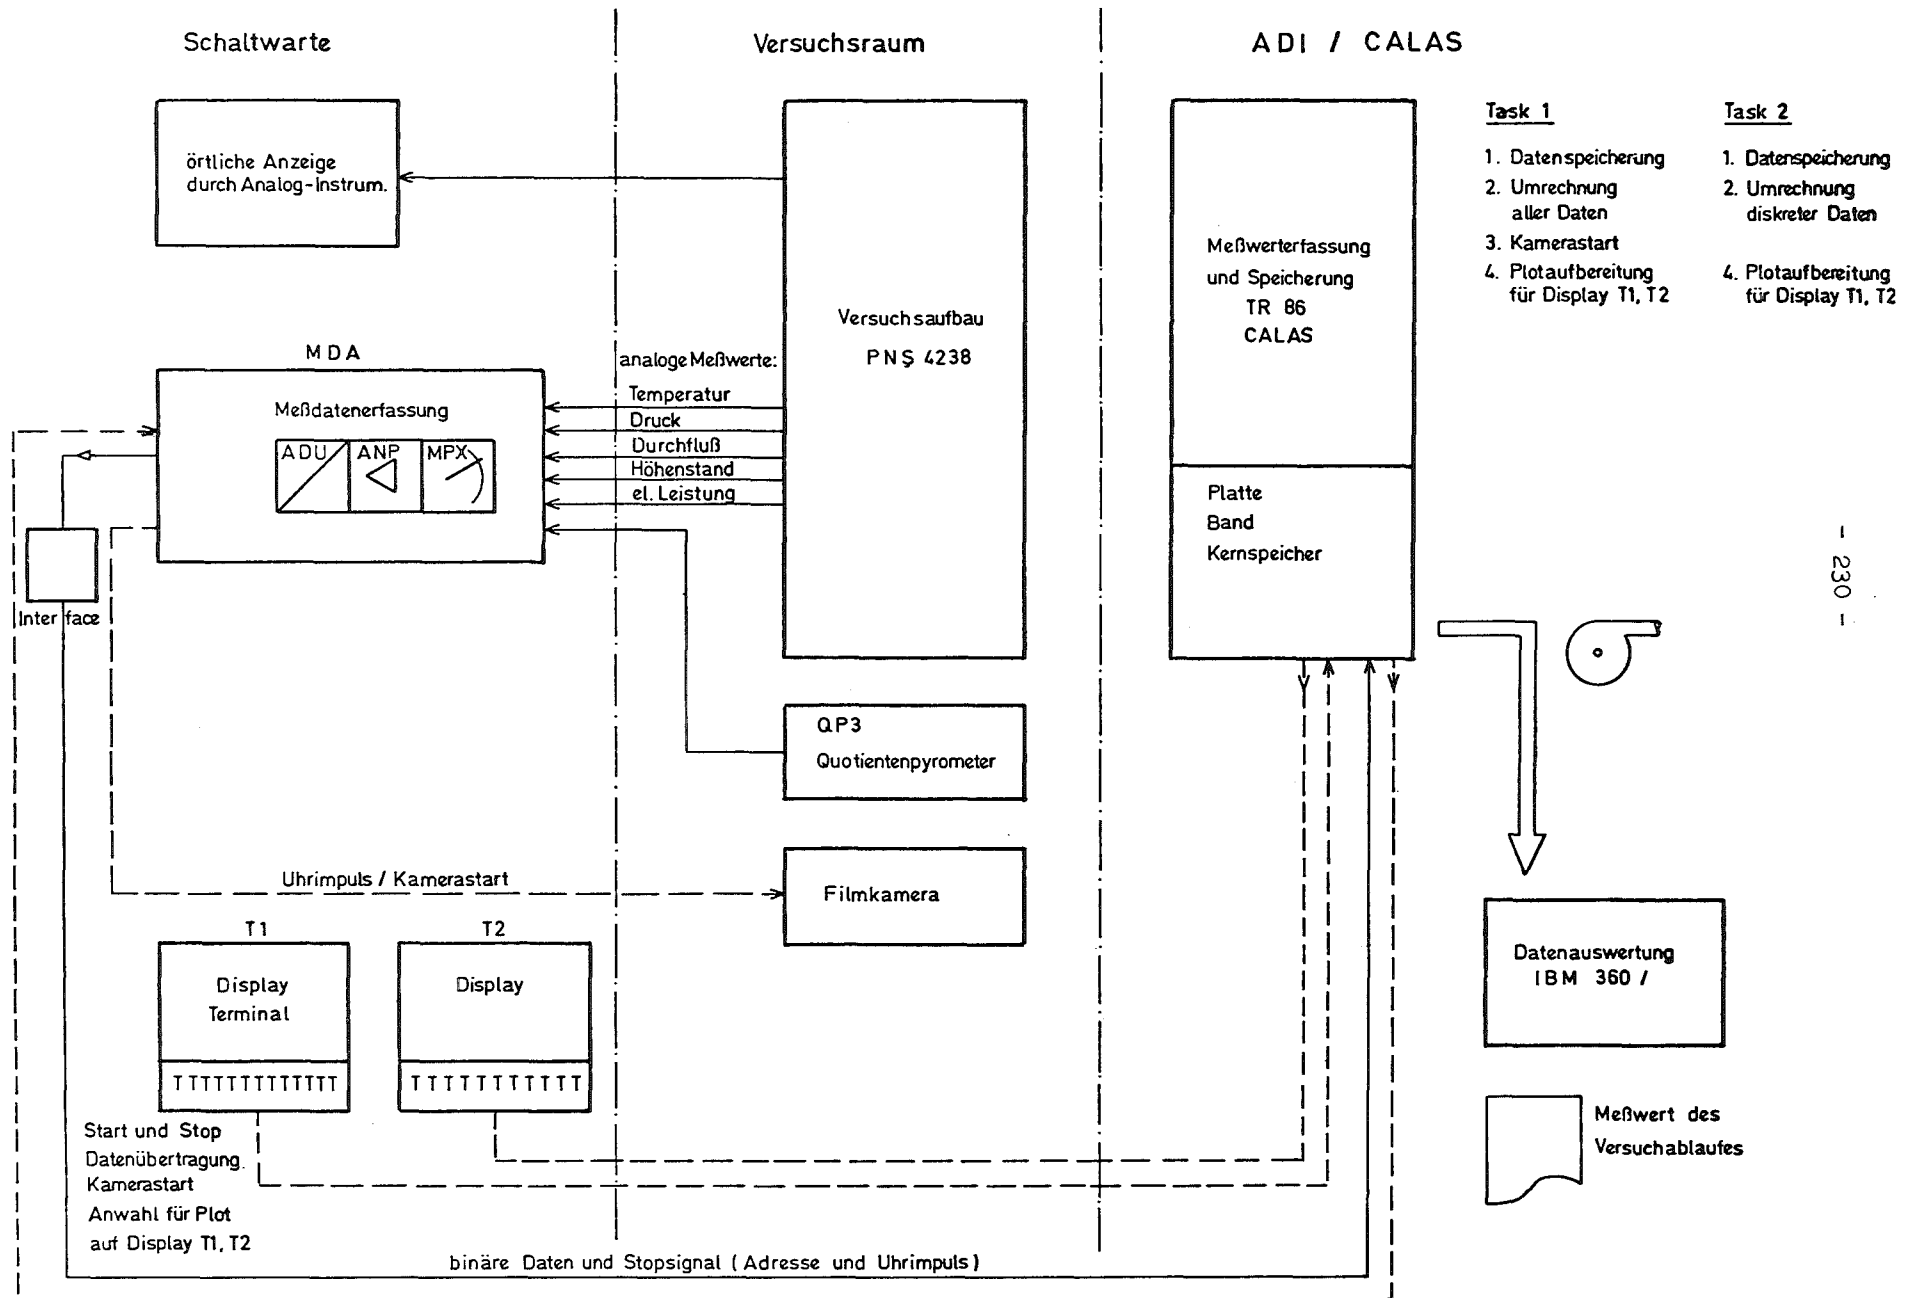 Schaltwarte
örtliche Anzeige
durch Analog-Instrum.
MDA
Meßdatenerfassung
ADU ANP MPX
Interface
Uhrimpuls / Kamerastart
T1
Display
Terminal
TTTTTTTTTTTTT
T2
Display
TTTTTTTTTTT
Start und Stop
Datenübertragung.
Kamerastart
Anwahl für Plot
auf Display T1, T2
binäre Daten und Stopsignal (Adresse und Uhrimpuls)
Versuchsraum
analoge Meßwerte:
Temperatur
Druck
Durchfluß
Höhenstand
el. Leistung
Versuchsaufbau
PNS 4238
QP3
Quotientenpyrometer
Filmkamera
ADI / CALAS
Meßwerterfassung
und Speicherung
TR 86
CALAS
Platte
Band
Kernspeicher
Task 1
1. Datenspeicherung
2. Umrechnung
aller Daten
3. Kamerastart
4. Plotaufbereitung
für Display T1, T2
Task 2
1. Datenspeicherung
2. Umrechnung
diskreter Daten
4. Plotaufbereitung
für Display T1, T2
Datenauswertung
IBM 360 /
Meßwert des
Versuchablaufes
- 230 -